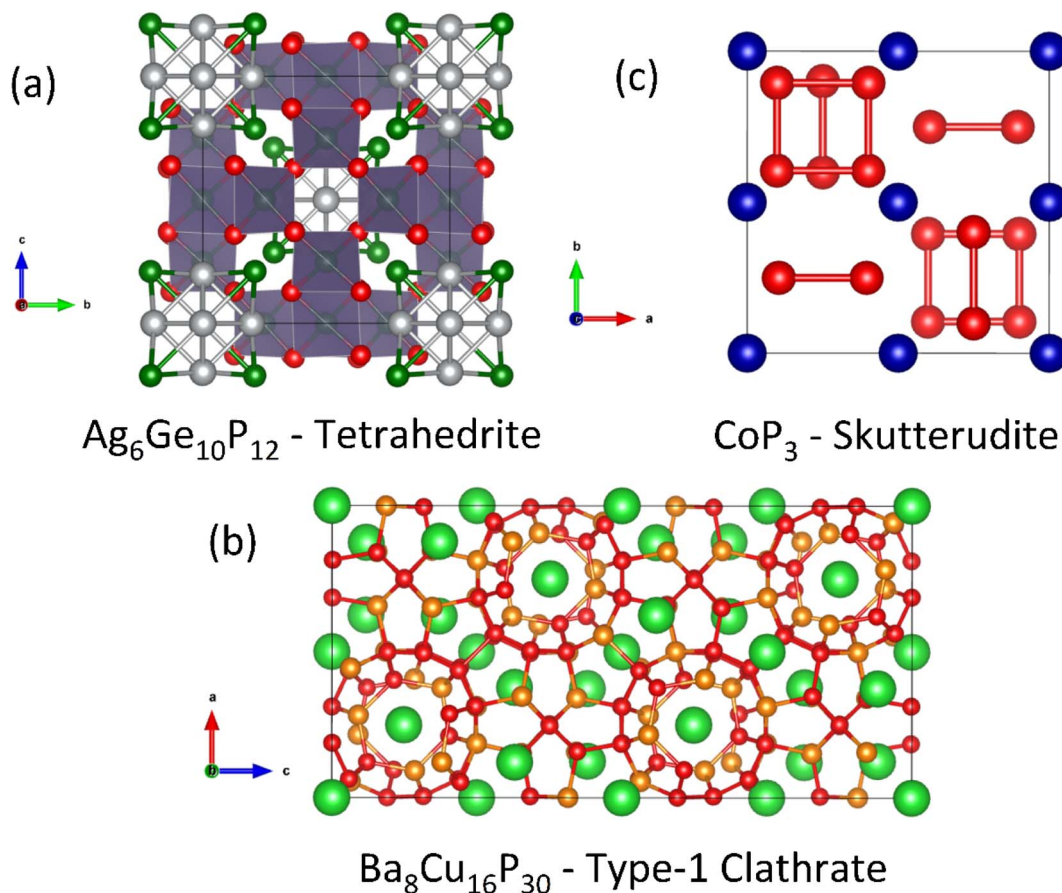 (a)
c
a
b
Ag6Ge10P12 - Tetrahedrite
(c)
b
c
a
CoP3 - Skutterudite
(b)
a
b
c
Ba8Cu16P30 - Type-1 Clathrate